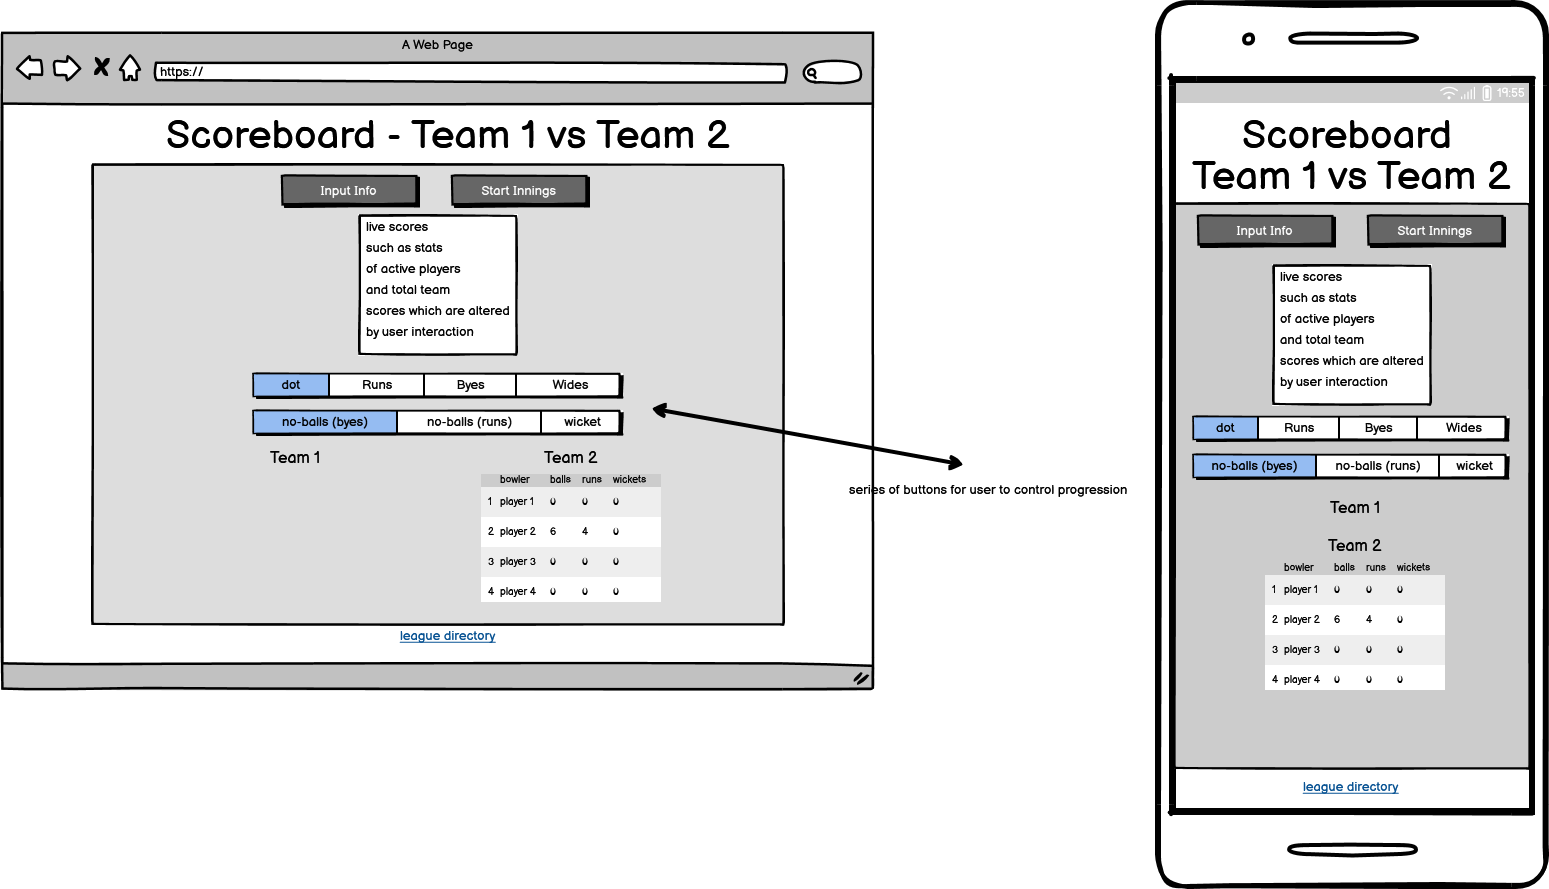 A Web Page
https://
Scoreboard - Team 1 vs Team 2
Input Info
Start Innings
live scores
such as stats
of active players
and total team
scores which are altered
by user interaction
dot Runs Byes Wides
no-balls (byes) no-balls (runs) wicket
Team 1
Team 2
bowler balls runs wickets
1 player 1 0 0 0
2 player 2 6 4 0
3 player 3 0 0 0
4 player 4 0 0 0
league directory
series of buttons for user to control progression
19:55
Scoreboard
Team 1 vs Team 2
Input Info
Start Innings
live scores
such as stats
of active players
and total team
scores which are altered
by user interaction
dot Runs Byes Wides
no-balls (byes) no-balls (runs) wicket
Team 1
Team 2
bowler balls runs wickets
1 player 1 0 0 0
2 player 2 6 4 0
3 player 3 0 0 0
4 player 4 0 0 0
league directory